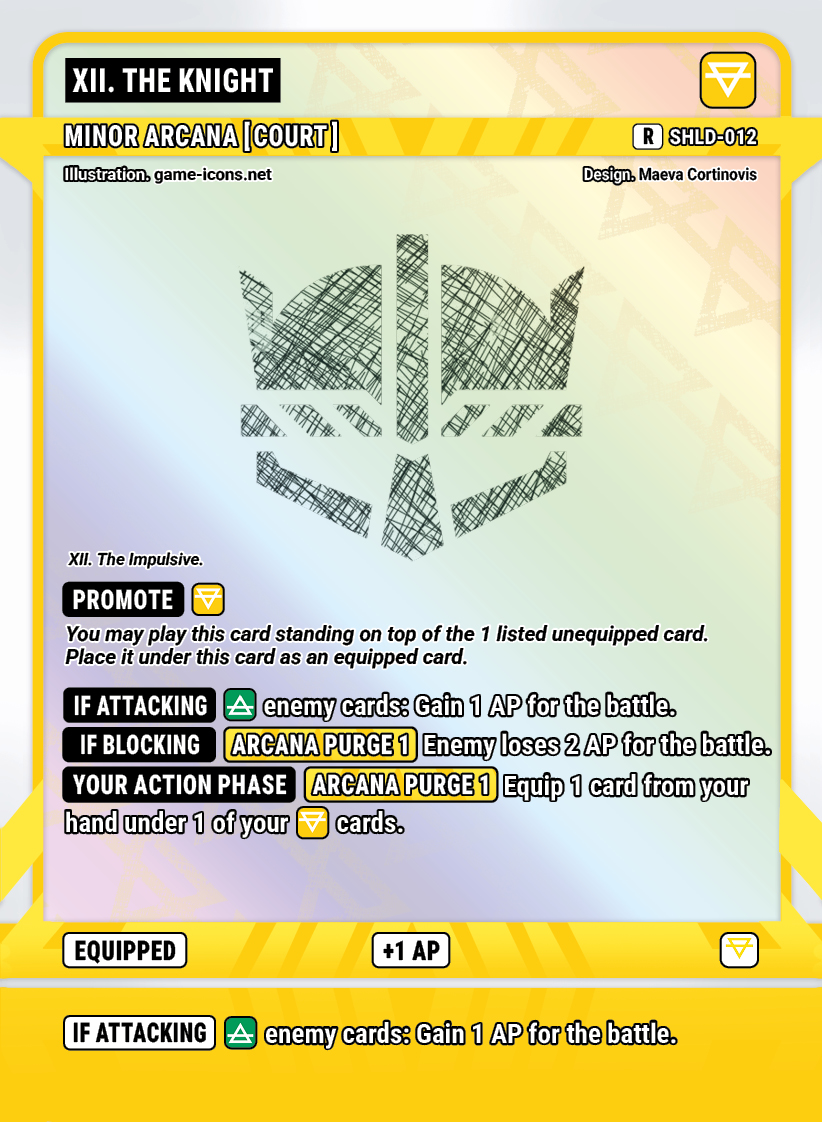 XII. THE KNIGHT
MINOR ARCANA [COURT]
R SHLD-012
Illustration. game-icons.net
Design. Maeva Cortinovis
XII. The Impulsive.
PROMOTE
You may play this card standing on top of the 1 listed unequipped card.
Place it under this card as an equipped card.
IF ATTACKING enemy cards: Gain 1 AP for the battle.
IF BLOCKING ARCANA PURGE 1 Enemy loses 2 AP for the battle.
YOUR ACTION PHASE ARCANA PURGE 1 Equip 1 card from your
hand under 1 of your cards.
EQUIPPED +1 AP
IF ATTACKING enemy cards: Gain 1 AP for the battle.